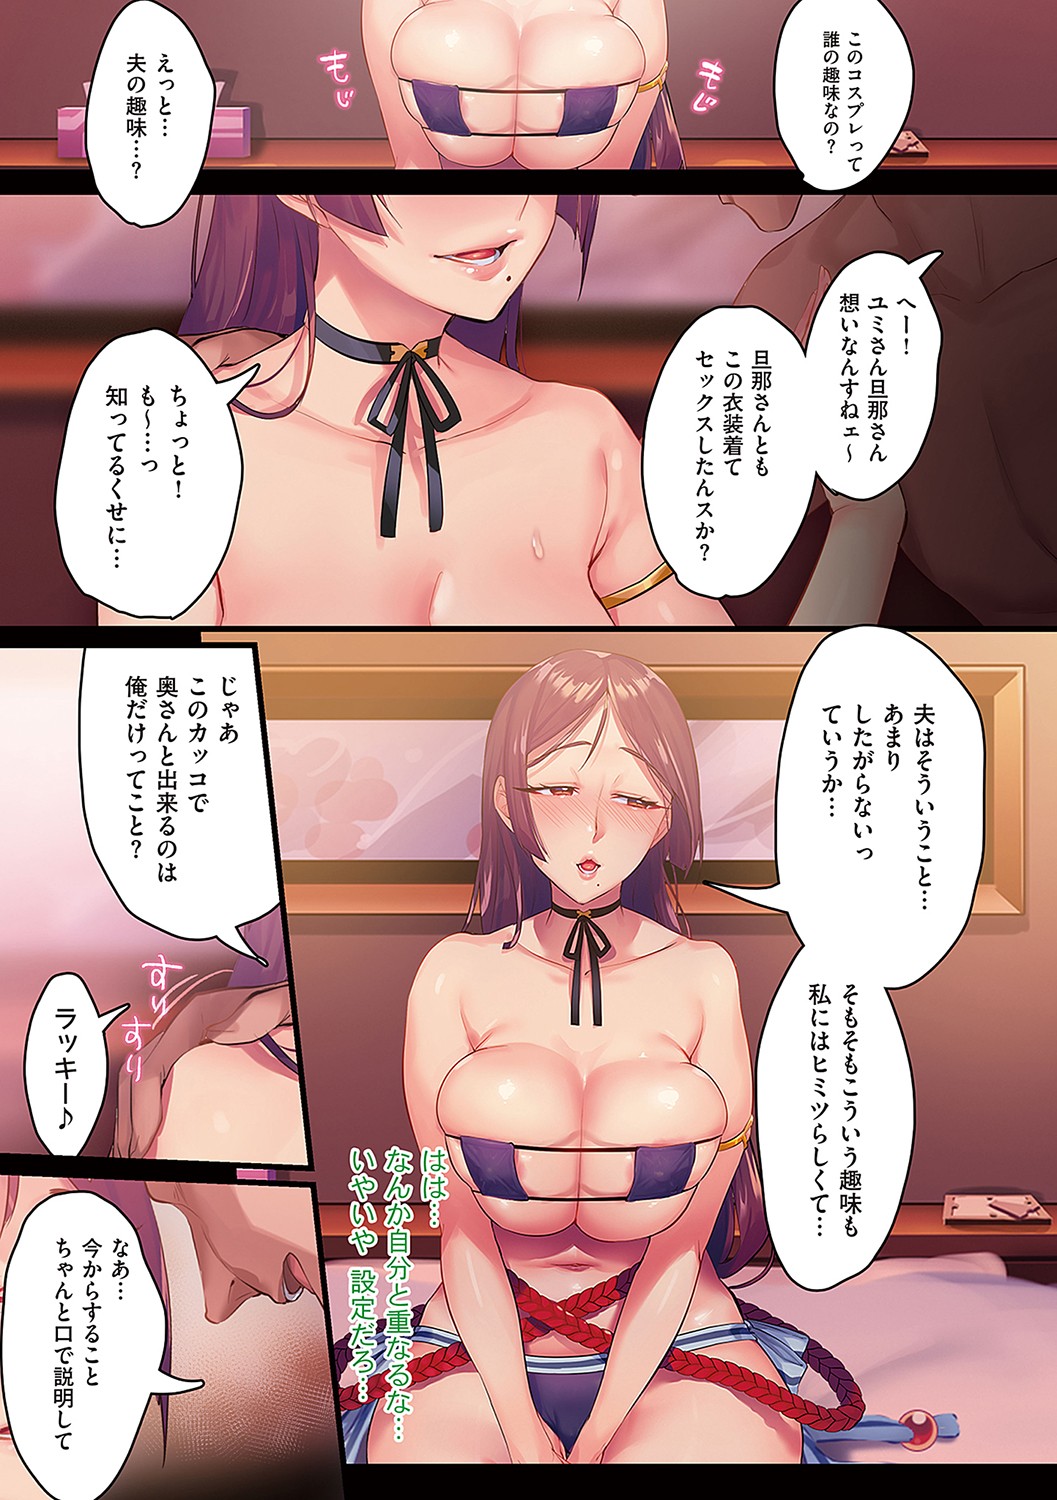 このコスプレって
誰の趣味なの？
もじ
もじ
えっと…
夫の趣味…？
へー！
ユミさん旦那さん
想いなんすねェ〜
旦那さんとも
この衣装着て
セックスしたんスか？
ちょっと！
も〜…っ
知ってるくせに…
夫はそういうこと…
あまり
したがらないっ
ていうか…
そもそもこういう趣味も
私にはヒミツらしくて…
はは…
なんか自分と重なるな…
いやいや 設定だろ…
じゃあ
このカッコで
奥さんと出来るのは
俺だけってこと？
すり
すり
ラッキー♪
なあ…
今からすること
ちゃんと口で説明して